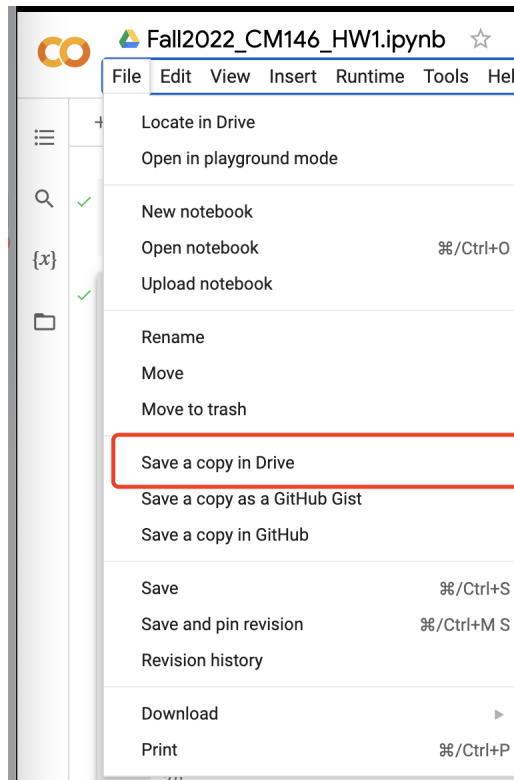 Fall2022_CM146_HW1.ipynb
File Edit View Insert Runtime Tools Hel
+
Locate in Drive
Open in playground mode
New notebook
Open notebook ⌘/Ctrl+O
Upload notebook
{x}
Rename
Move
Move to trash
Save a copy in Drive
Save a copy as a GitHub Gist
Save a copy in GitHub
Save ⌘/Ctrl+S
Save and pin revision ⌘/Ctrl+M S
Revision history
Download
Print ⌘/Ctrl+P